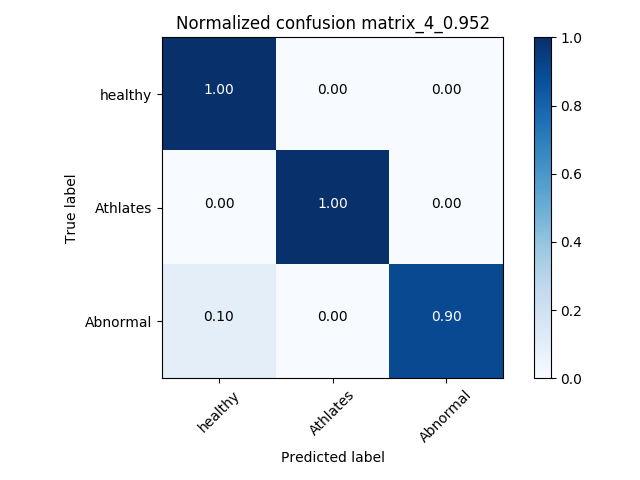 Normalized confusion matrix_4_0.952
True label
healthy
1.00 0.00 0.00
Athlates
0.00 1.00 0.00
Abnormal
0.10 0.00 0.90
healthy
Athlates
Abnormal
Predicted label
1.0
0.8
0.6
0.4
0.2
0.0